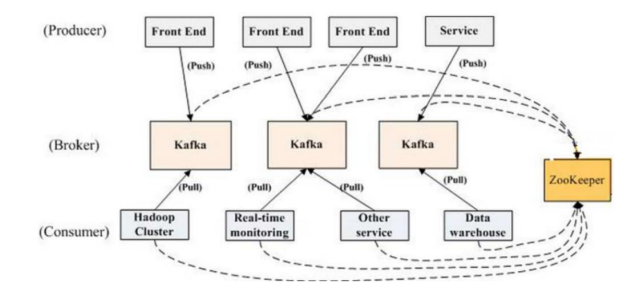 (Producer)
Front End
Front End
Front End
Service
(Push)
(Push)
(Push)
(Push)
(Broker)
Kafka
Kafka
Kafka
ZooKeeper
(Pull)
(Pull)
(Pull)
(Pull)
(Consumer)
Hadoop
Cluster
Real-time
monitoring
Other
service
Data
warehouse